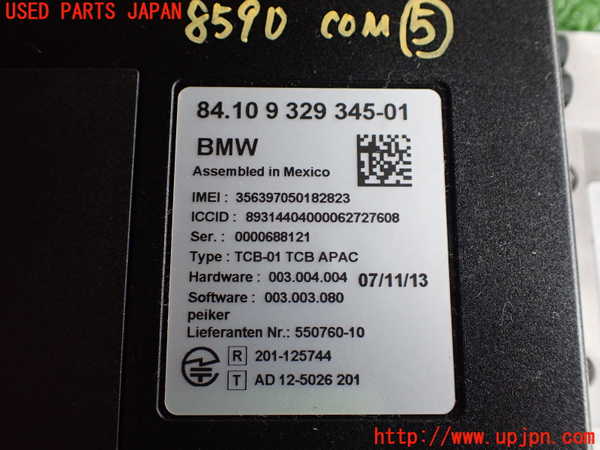 USED PARTS JAPAN
8590 COM 5
84.10 9 329 345-01
BMW
Assembled in Mexico
IMEI : 356397050182823
ICCID : 89314404000062727608
Ser. : 0000688121
Type : TCB-01 TCB APAC
Hardware : 003.004.004 07/11/13
Software : 003.003.080
peiker
Lieferanten Nr.: 550760-10
R 201-125744
T AD 12-5026 201
http://www.upjpn.com/